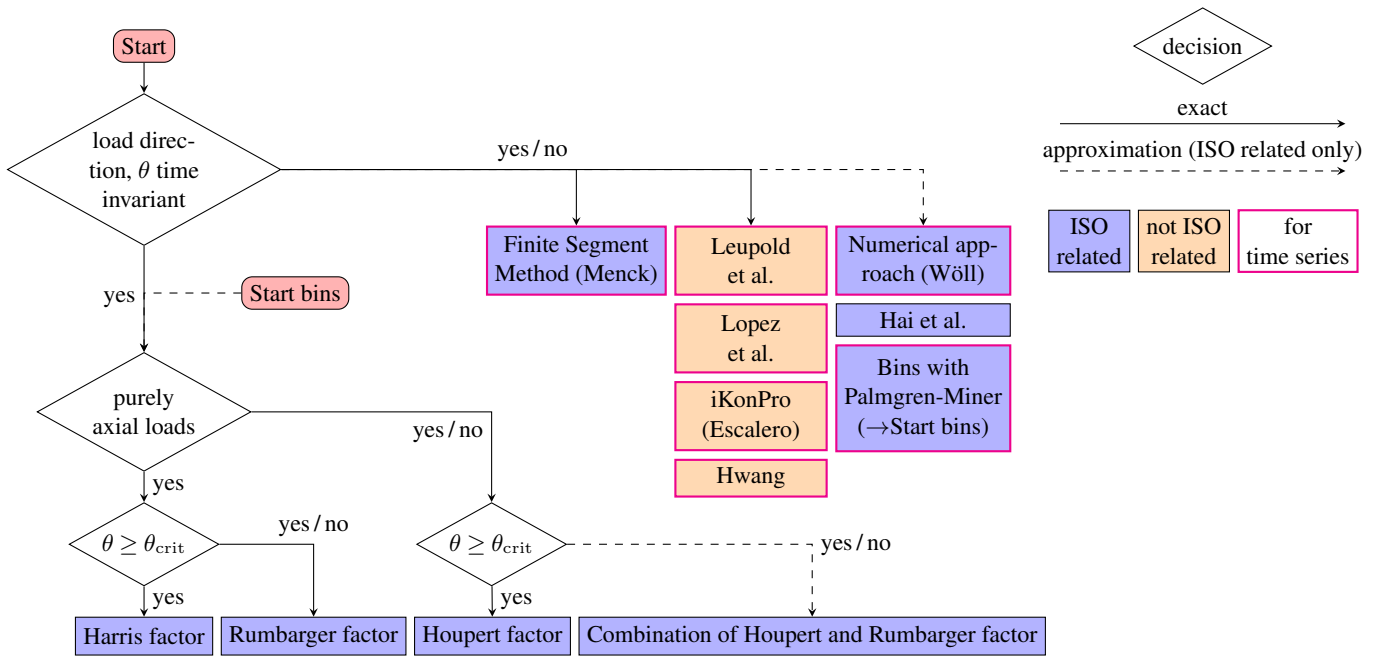 Start
decision
load direc-
tion, θ time
invariant
yes / no
exact
approximation (ISO related only)
ISO
related
not ISO
related
for
time series
Finite Segment
Method (Menck)
Leupold
et al.
Numerical app-
roach (Wöll)
yes
Start bins
Lopez
et al.
Hai et al.
Bins with
Palmgren-Miner
(→Start bins)
iKonPro
(Escalero)
Hwang
purely
axial loads
yes / no
yes
θ ≥ θcrit
yes / no
θ ≥ θcrit
yes / no
yes
yes
Harris factor
Rumbarger factor
Houpert factor
Combination of Houpert and Rumbarger factor